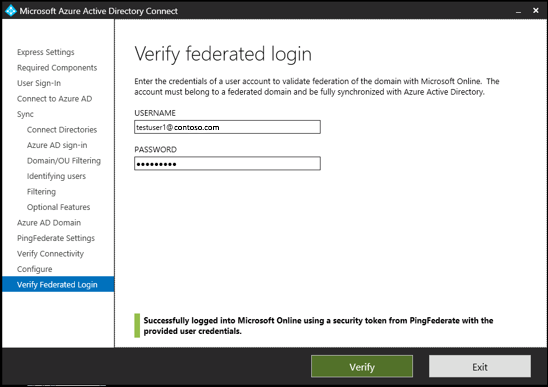 Microsoft Azure Active Directory Connect
Express Settings
Required Components
User Sign-In
Connect to Azure AD
Sync
Connect Directories
Azure AD sign-in
Domain/OU Filtering
Identifying users
Filtering
Optional Features
Azure AD Domain
PingFederate Settings
Verify Connectivity
Configure
Verify Federated Login
Verify federated login
Enter the credentials of a user account to validate federation of the domain with Microsoft Online. The
account must belong to a federated domain and be fully synchronized with Azure Active Directory.
USERNAME
testuser1@contoso.com
PASSWORD
•••••••••
Successfully logged into Microsoft Online using a security token from PingFederate with the
provided user credentials.
Verify
Exit